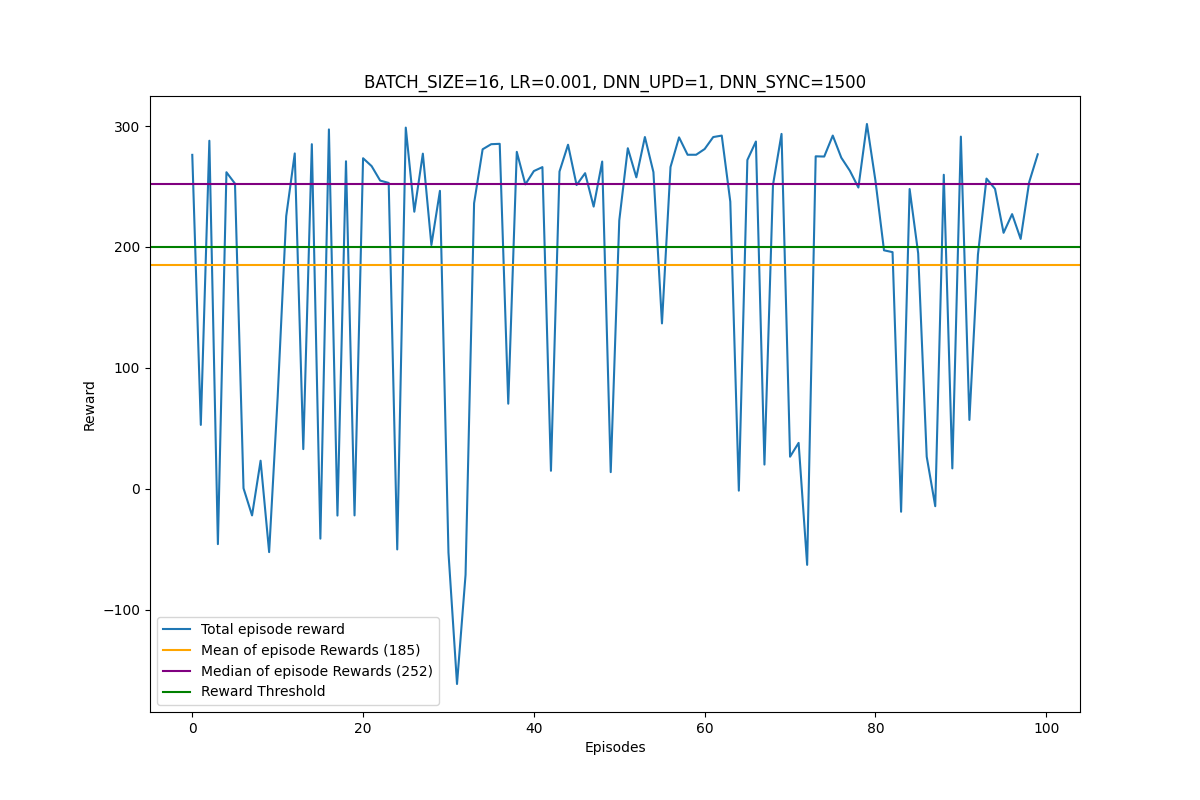 BATCH_SIZE=16, LR=0.001, DNN_UPD=1, DNN_SYNC=1500
300
200
100
0
−100
Reward
Total episode reward
Mean of episode Rewards (185)
Median of episode Rewards (252)
Reward Threshold
0 20 40 60 80 100
Episodes